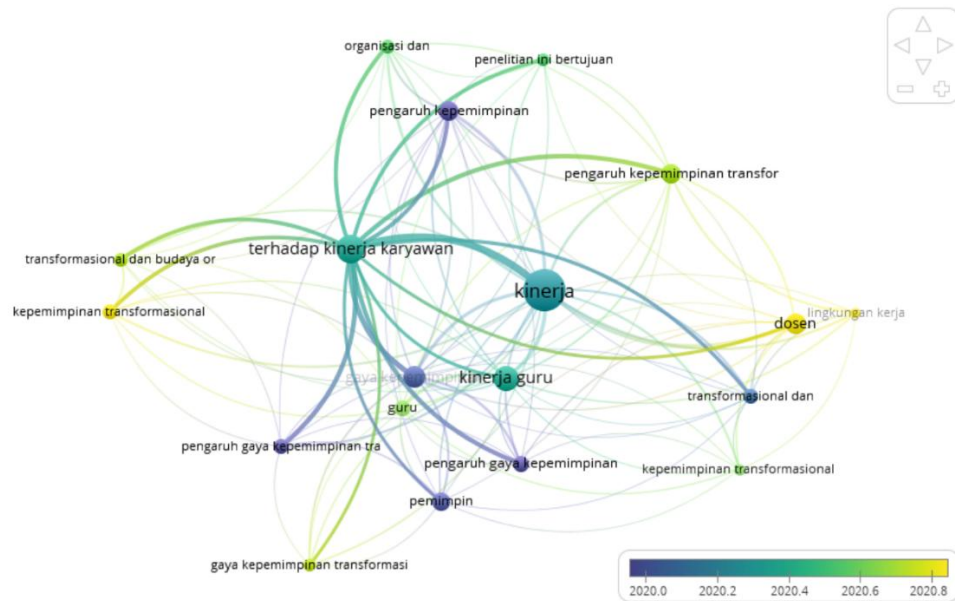 organisasi dan
penelitian ini bertujuan
pengaruh kepemimpinan
pengaruh kepemimpinan transfor
terhadap kinerja karyawan
transformasional dan budaya or
kinerja
kepemimpinan transformasional
lingkungan kerja
dosen
gaya kepemimpi
kinerja guru
transformasional dan
guru
pengaruh gaya kepemimpinan tra
pengaruh gaya kepemimpinan
kepemimpinan transformasional
pemimpin
gaya kepemimpinan transformasi
2020.0 2020.2 2020.4 2020.6 2020.8